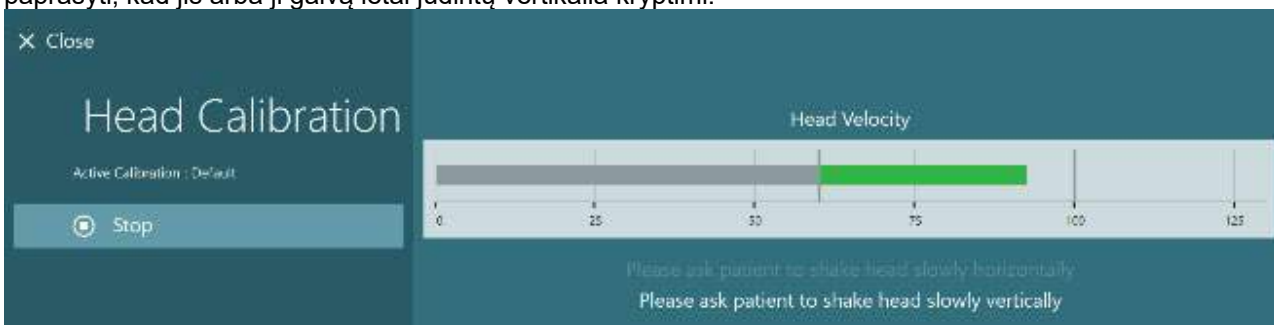 paprašyti, kad jis arba ji galvą lėtai judintų vertikalia kryptimi.
Close
Head Calibration
Active Calibration : Default
Stop
Head Velocity
0 25 50 75 100 125
Please ask patient to shake head slowly horizontally
Please ask patient to shake head slowly vertically